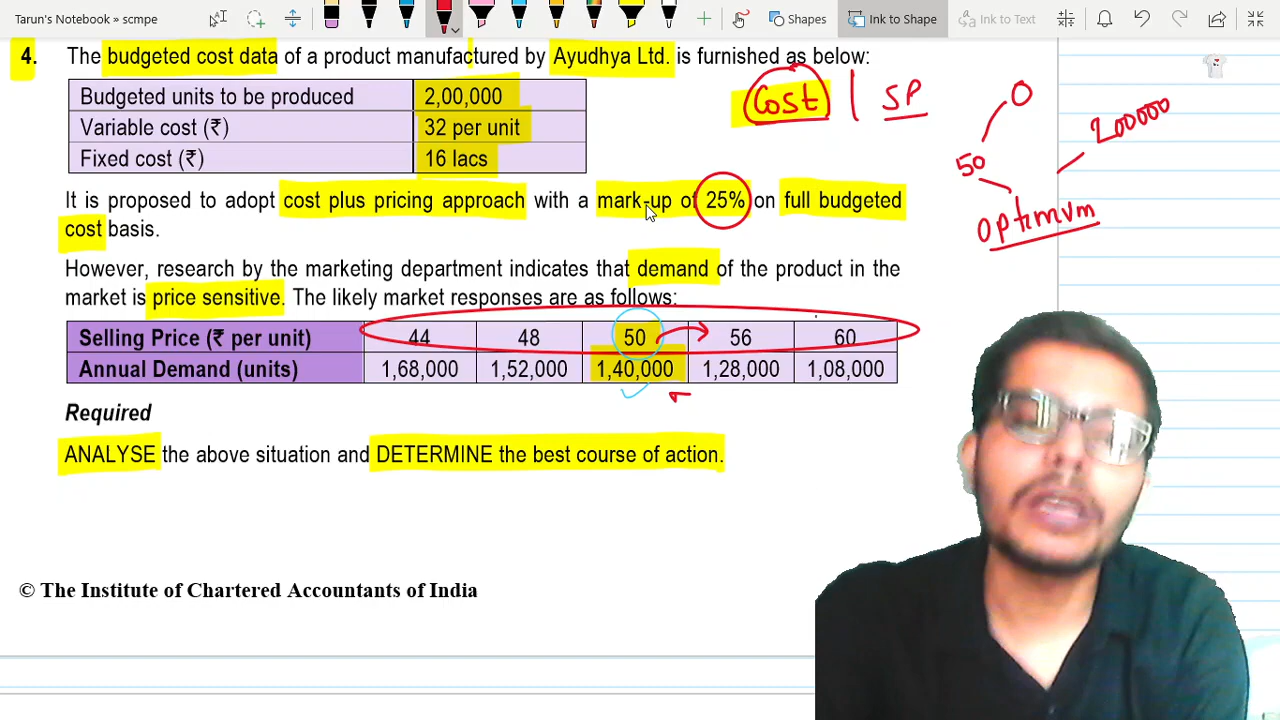 Tarun's Notebook » scmpe
Shapes
Ink to Shape
Ink to Text
4. The budgeted cost data of a product manufactured by Ayudhya Ltd. is furnished as below:
Budgeted units to be produced 2,00,000
Variable cost (₹) 32 per unit
Fixed cost (₹) 16 lacs
Cost | SP
0
50
200000
optimum
It is proposed to adopt cost plus pricing approach with a mark-up of 25% on full budgeted
cost basis.
However, research by the marketing department indicates that demand of the product in the
market is price sensitive. The likely market responses are as follows:
Selling Price (₹ per unit) 44 48 50 56 60
Annual Demand (units) 1,68,000 1,52,000 1,40,000 1,28,000 1,08,000
Required
ANALYSE the above situation and DETERMINE the best course of action.
© The Institute of Chartered Accountants of India